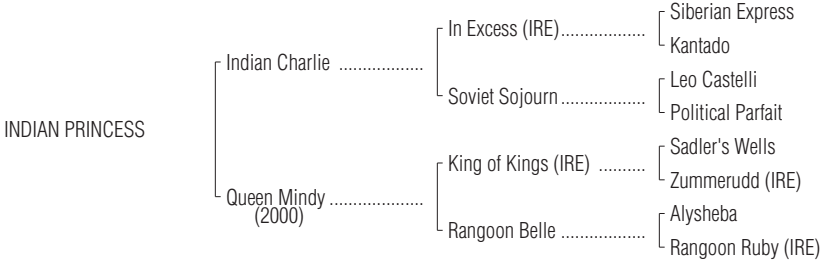 Siberian Express
In Excess (IRE)...................
Kantado
Indian Charlie ...................
Leo Castelli
Soviet Sojourn...................
Political Parfait
INDIAN PRINCESS
Sadler's Wells
King of Kings (IRE) ..........
Zummerudd (IRE)
Queen Mindy .....................
(2000)
Alysheba
Rangoon Belle ...................
Rangoon Ruby (IRE)